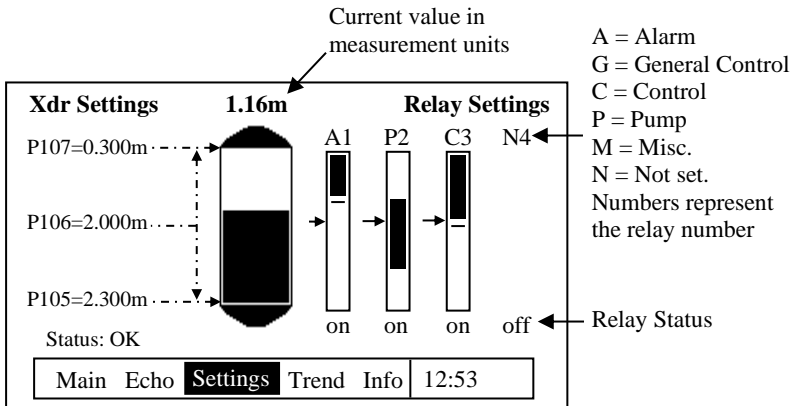 Current value in
measurement units
A = Alarm
G = General Control
C = Control
P = Pump
M = Misc.
N = Not set.
Numbers represent
the relay number
Xdr Settings 1.16m Relay Settings
A1 P2 C3 N4
P107=0.300m
P106=2.000m
P105=2.300m
on on on off
Relay Status
Status: OK
Main Echo Settings Trend Info 12:53